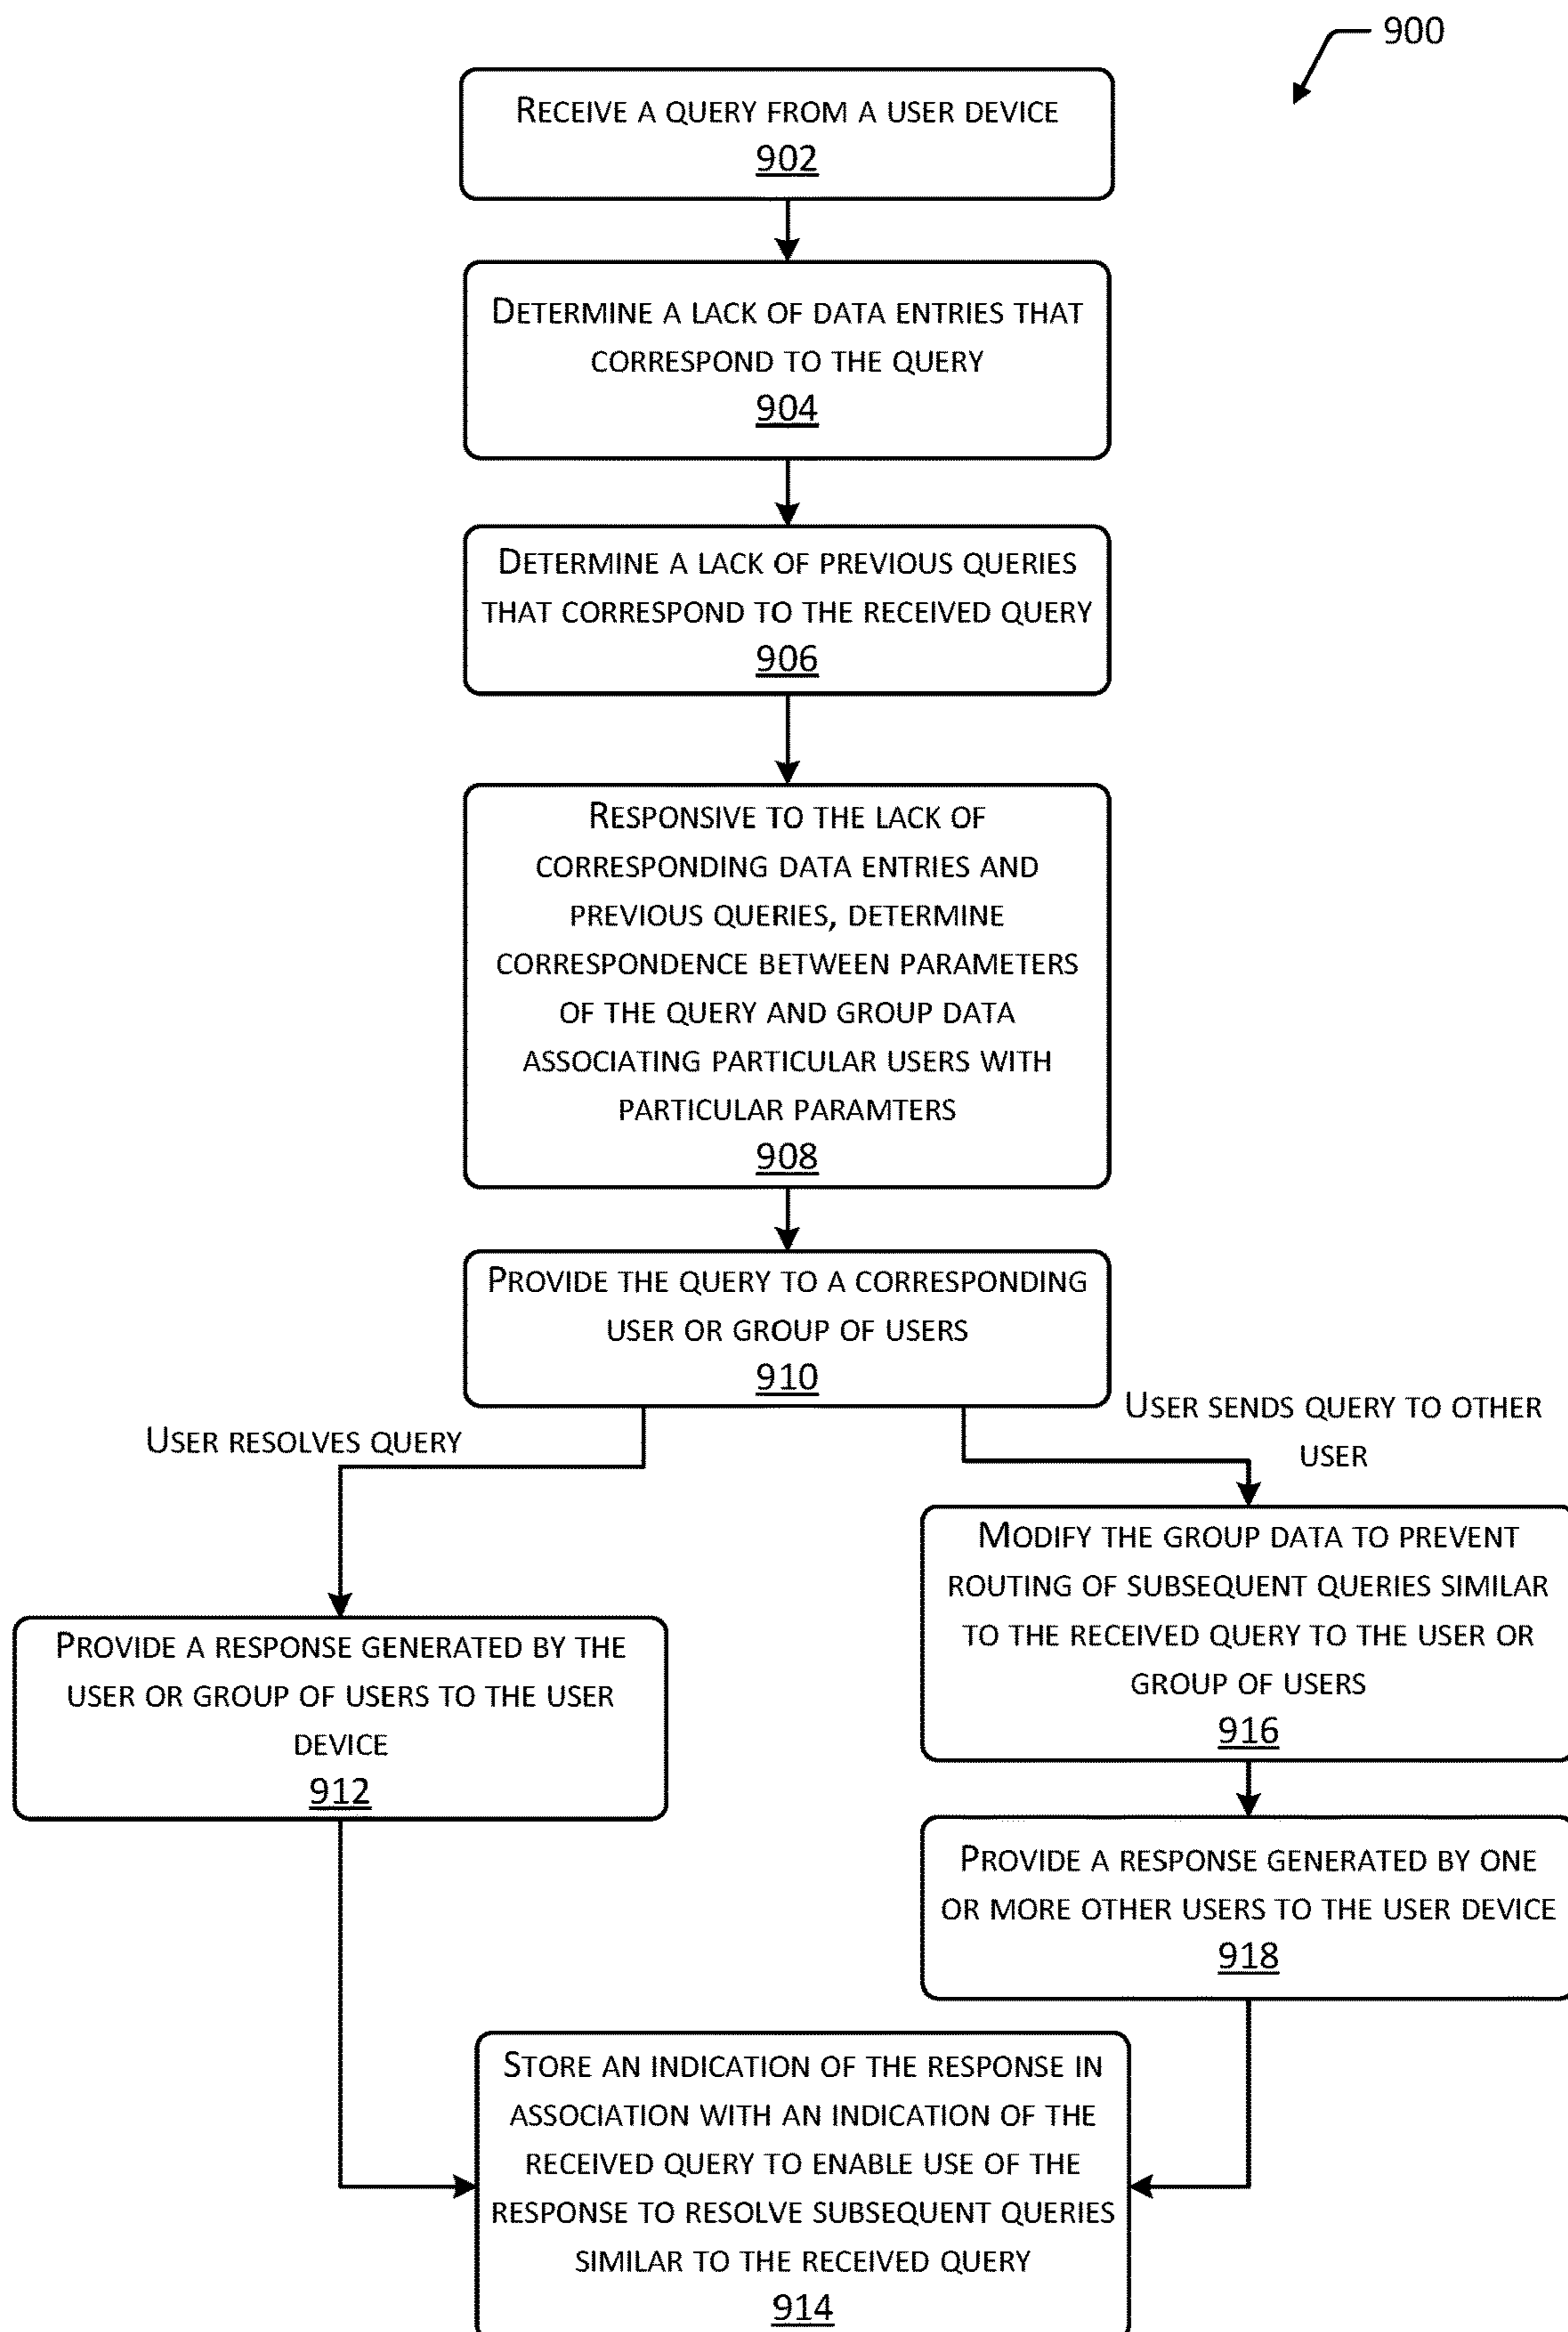 900
RECEIVE A QUERY FROM A USER DEVICE
902
DETERMINE A LACK OF DATA ENTRIES THAT
CORRESPOND TO THE QUERY
904
DETERMINE A LACK OF PREVIOUS QUERIES
THAT CORRESPOND TO THE RECEIVED QUERY
906
RESPONSIVE TO THE LACK OF
CORRESPONDING DATA ENTRIES AND
PREVIOUS QUERIES, DETERMINE
CORRESPONDENCE BETWEEN PARAMETERS
OF THE QUERY AND GROUP DATA
ASSOCIATING PARTICULAR USERS WITH
PARTICULAR PARAMTERS
908
PROVIDE THE QUERY TO A CORRESPONDING
USER OR GROUP OF USERS
910
USER RESOLVES QUERY
USER SENDS QUERY TO OTHER
USER
PROVIDE A RESPONSE GENERATED BY THE
USER OR GROUP OF USERS TO THE USER
DEVICE
912
MODIFY THE GROUP DATA TO PREVENT
ROUTING OF SUBSEQUENT QUERIES SIMILAR
TO THE RECEIVED QUERY TO THE USER OR
GROUP OF USERS
916
PROVIDE A RESPONSE GENERATED BY ONE
OR MORE OTHER USERS TO THE USER DEVICE
918
STORE AN INDICATION OF THE RESPONSE IN
ASSOCIATION WITH AN INDICATION OF THE
RECEIVED QUERY TO ENABLE USE OF THE
RESPONSE TO RESOLVE SUBSEQUENT QUERIES
SIMILAR TO THE RECEIVED QUERY
914